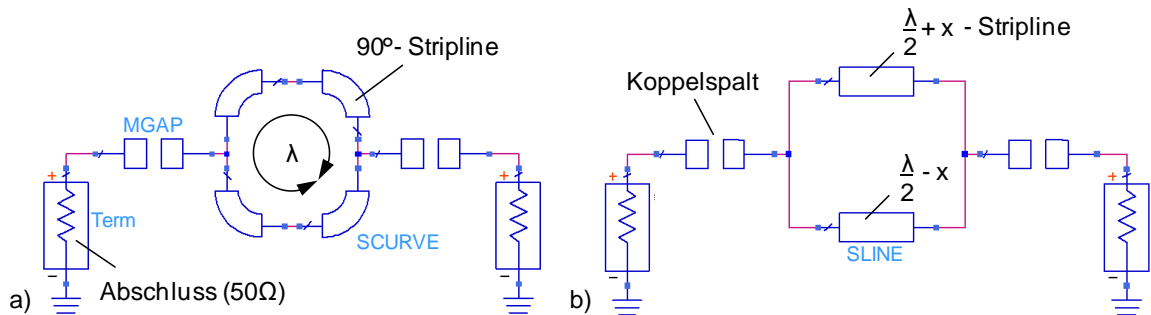 90º- Stripline
MGAP
λ
+
Term
−
SCURVE
Abschluss (50Ω)
+
−
a)
λ/2 + x - Stripline
Koppelspalt
λ/2 - x
SLINE
+
−
+
−
b)